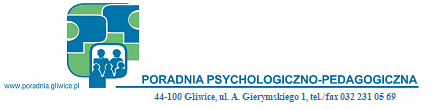 www.poradnia.gliwice.pl
PORADNIA PSYCHOLOGICZNO-PEDAGOGICZNA
44-100 Gliwice, ul. A. Gierymskiego 1, tel./fax 032 231 05 69